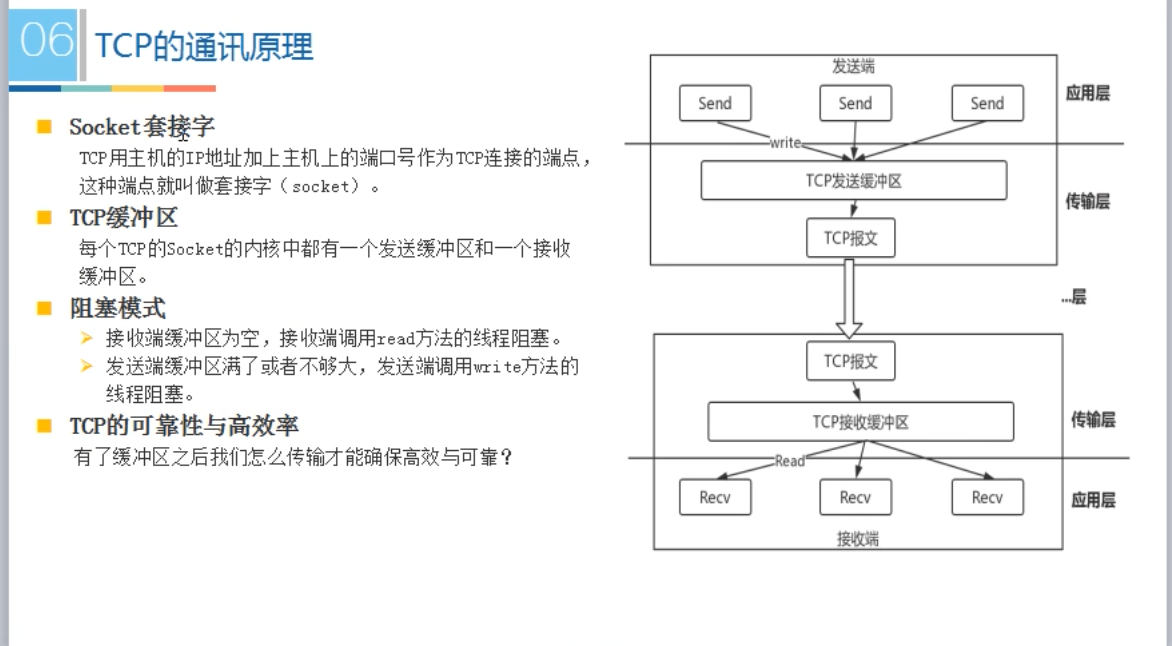 06 TCP的通讯原理
Socket套接字
TCP用主机的IP地址加上主机上的端口号作为TCP连接的端点，
这种端点就叫做套接字（socket）。
TCP缓冲区
每个TCP的Socket的内核中都有一个发送缓冲区和一个接收
缓冲区。
阻塞模式
接收端缓冲区为空，接收端调用read方法的线程阻塞。
发送端缓冲区满了或者不够大，发送端调用write方法的
线程阻塞。
TCP的可靠性与高效率
有了缓冲区之后我们怎么传输才能确保高效与可靠？
发送端
Send Send Send
应用层
write
TCP发送缓冲区
传输层
TCP报文
...层
TCP报文
TCP接收缓冲区
传输层
Read
Recv Recv Recv
应用层
接收端